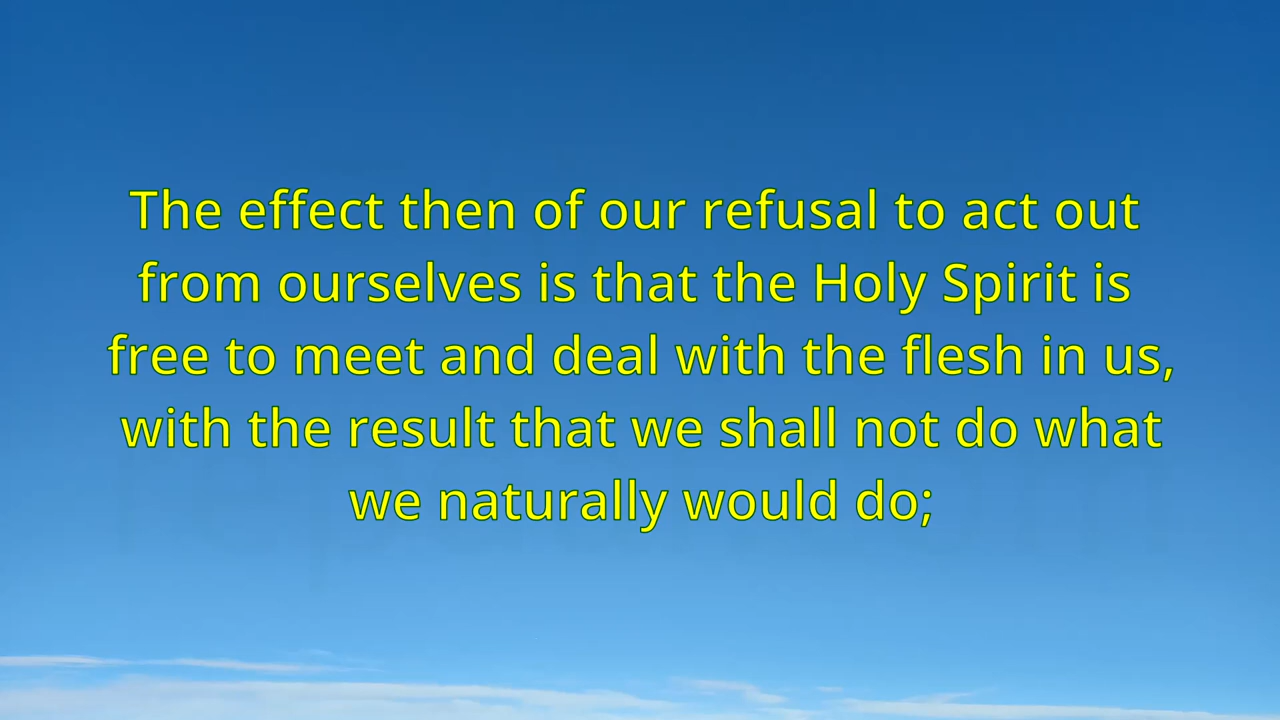 The effect then of our refusal to act out
from ourselves is that the Holy Spirit is
free to meet and deal with the flesh in us,
with the result that we shall not do what
we naturally would do;